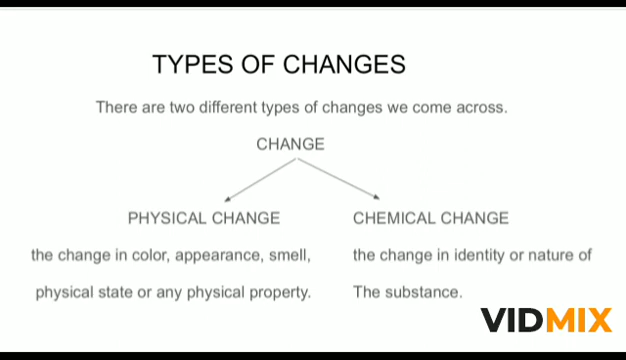 TYPES OF CHANGES
There are two different types of changes we come across.
CHANGE
PHYSICAL CHANGE
the change in color, appearance, smell,
physical state or any physical property.
CHEMICAL CHANGE
the change in identity or nature of
The substance.
VIDMIX